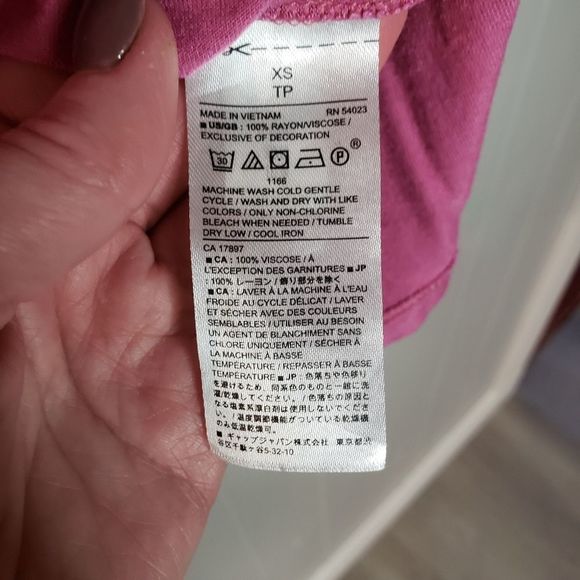 XS
TP
MADE IN VIETNAM RN 54023
■ US/GB : 100% RAYON/VISCOSE /
EXCLUSIVE OF DECORATION
30 P ®
1166
MACHINE WASH COLD GENTLE
CYCLE / WASH AND DRY WITH LIKE
COLORS / ONLY NON-CHLORINE
BLEACH WHEN NEEDED / TUMBLE
DRY LOW / COOL IRON
CA 17897
■ CA : 100% VISCOSE / À
L'EXCEPTION DES GARNITURES ■ JP
: 100% レーヨン / 飾り部分を除く
■ CA : LAVER À LA MACHINE À L'EAU
FROIDE AU CYCLE DÉLICAT / LAVER
ET SÉCHER AVEC DES COULEURS
SEMBLABLES / UTILISER AU BESOIN
UN AGENT DE BLANCHIMENT SANS
CHLORE UNIQUEMENT / SÉCHER À
LA MACHINE À BASSE
TEMPÉRATURE / REPASSER À BASSE
TEMPÉRATURE ■ JP : 色落ちや色移り
を避けるため、同系色のものと一緒に洗
濯/乾燥してください。/ 色落ちの原因と
なる塩素系漂白剤は使用しないでくださ
い。/ 温度調節機能がついている乾燥機
のみ低温乾燥可。
■ ギャップジャパン株式会社 東京都渋
谷区千駄ヶ谷5-32-10